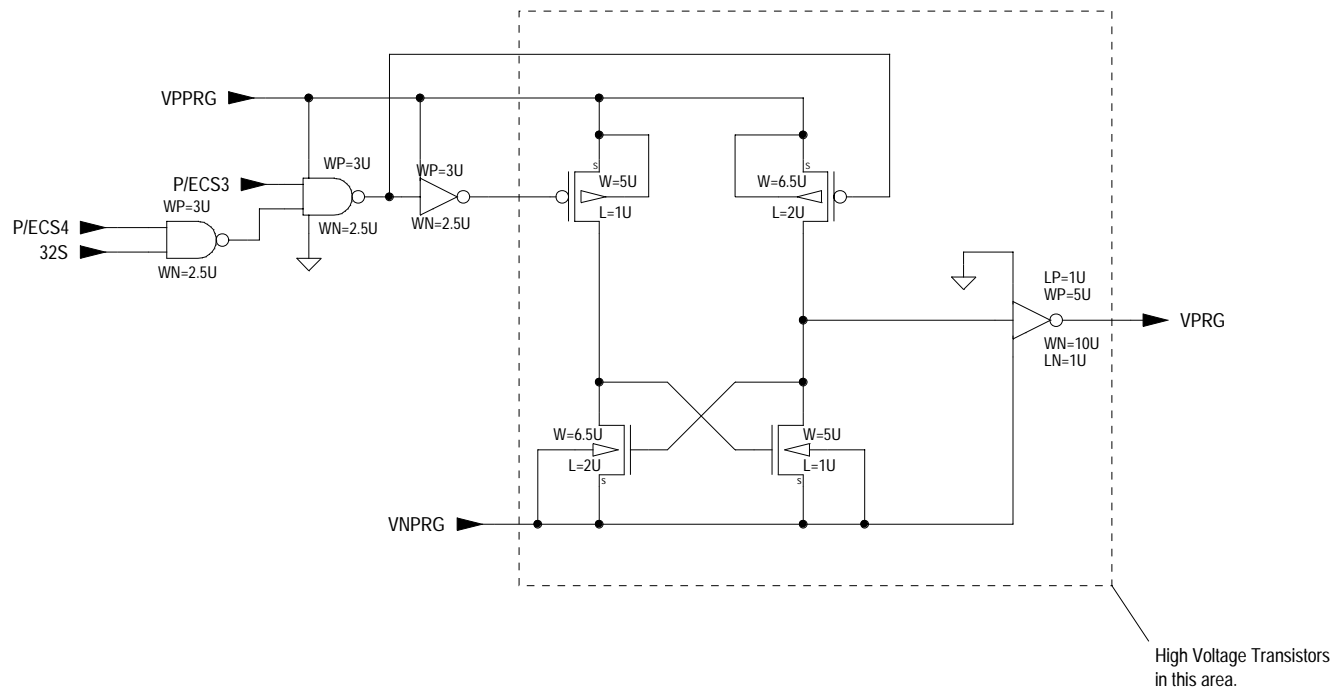 VPPRG
WP=3U
WP=3U
S
W=5U
L=1U
S
W=6.5U
L=2U
P/ECS3
WP=3U
WN=2.5U
WN=2.5U
P/ECS4
32S
WN=2.5U
LP=1U
WP=5U
VPRG
WN=10U
LN=1U
W=6.5U
L=2U
S
W=5U
L=1U
S
VNPRG
High Voltage Transistors
in this area.